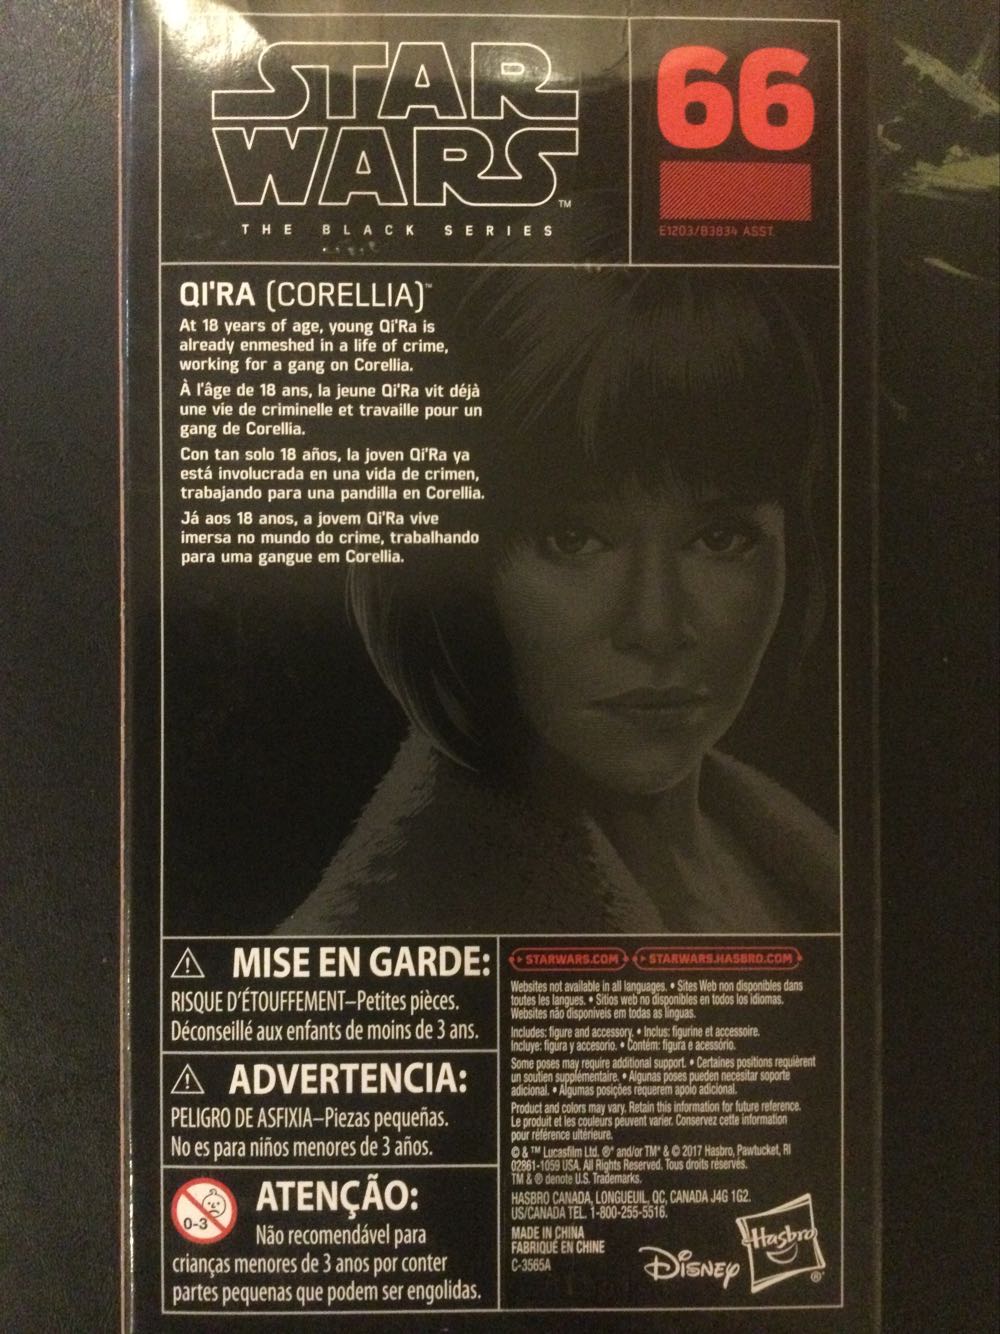 STAR
WARS™
THE BLACK SERIES
66
E1203/B3834 ASST.
QI'RA (CORELLIA)™
At 18 years of age, young Qi'Ra is
already enmeshed in a life of crime,
working for a gang on Corellia.
À l'âge de 18 ans, la jeune Qi'Ra vit déjà
une vie de criminelle et travaille pour un
gang de Corellia.
Con tan solo 18 años, la joven Qi'Ra ya
está involucrada en una vida de crimen,
trabajando para una pandilla en Corellia.
Já aos 18 anos, a jovem Qi'Ra vive
imersa no mundo do crime, trabalhando
para uma gangue em Corellia.
MISE EN GARDE:
RISQUE D'ÉTOUFFEMENT–Petites pièces.
Déconseillé aux enfants de moins de 3 ans.
ADVERTENCIA:
PELIGRO DE ASFIXIA–Piezas pequeñas.
No es para niños menores de 3 años.
0-3
ATENÇÃO:
Não recomendável para
crianças menores de 3 anos por conter
partes pequenas que podem ser engolidas.
STARWARS.COM STARWARS.HASBRO.COM
Websites not available in all languages. • Sites Web non disponibles dans
toutes les langues. • Sitios web no disponibles en todos los idiomas.
Websites não disponíveis em todas as línguas.
Includes: figure and accessory. • Inclus: figurine et accessoire.
Incluye: figura y accesorio. • Contém: figura e acessório.
Some poses may require additional support. • Certaines positions requièrent
un soutien supplémentaire. • Algunas poses pueden necesitar soporte
adicional. • Algumas posições requerem apoio adicional.
Product and colors may vary. Retain this information for future reference.
Le produit et les couleurs peuvent varier. Conservez cette information
pour référence ultérieure.
© & ™ Lucasfilm Ltd. ®* and/or TM* & © 2017 Hasbro, Pawtucket, RI
02861-1059 USA. All Rights Reserved. Tous droits réservés.
TM & ® denote U.S. Trademarks.
HASBRO CANADA, LONGUEUIL, QC, CANADA J4G 1G2.
US/CANADA TEL. 1-800-255-5516.
MADE IN CHINA
FABRIQUÉ EN CHINE
C-3565A
Disney
Hasbro®